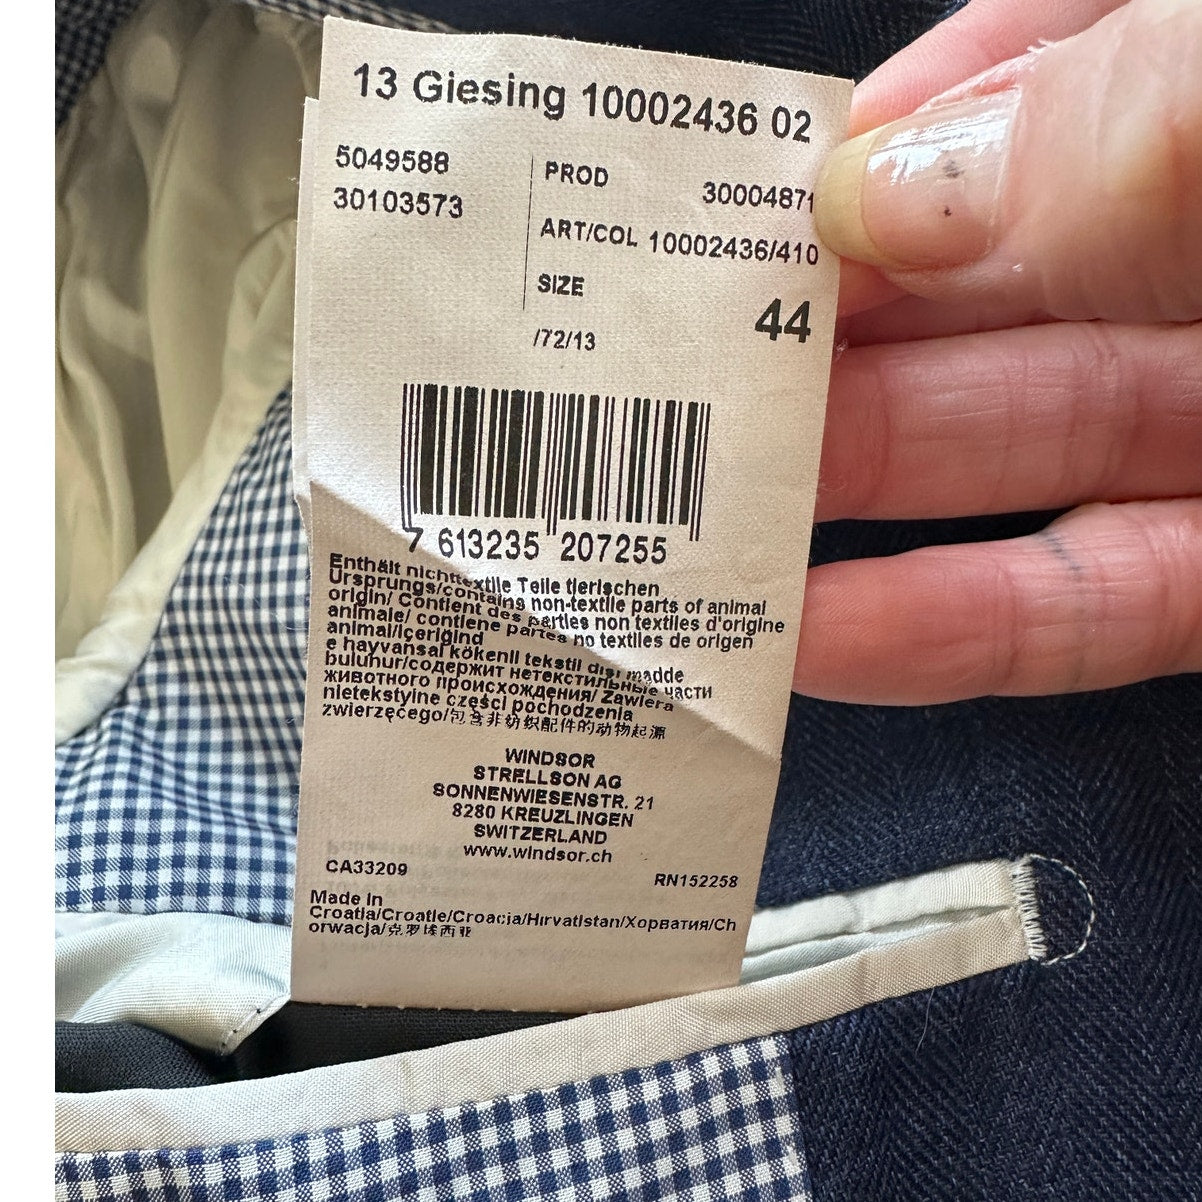 13 Giesing 10002436 02
5049588
30103573
PROD 30004871
ART/COL 10002436/410
SIZE 44
/72/13
7 613235 207255
Enthält nichttextile Teile tierischen
Ursprungs/contains non-textile parts of animal
origin/ Contient des parties non textiles d'origine
animale/ contiene partes no textiles de origen
animal/içerigind
e hayvansal kökenli tekstil dışı madde
bulunur/содержит нетекстильные части
животного происхождения/ Zawiera
nietekstylne części pochodzenia
zwierzęcego/包含非纺织配件的动物起源
WINDSOR
STRELLSON AG
SONNENWIESENSTR. 21
8280 KREUZLINGEN
SWITZERLAND
www.windsor.ch
CA33209 RN152258
Made in
Croatia/Croatie/Croacia/Hırvatistan/Хорватия/Ch
orwacja/克罗埃西亚